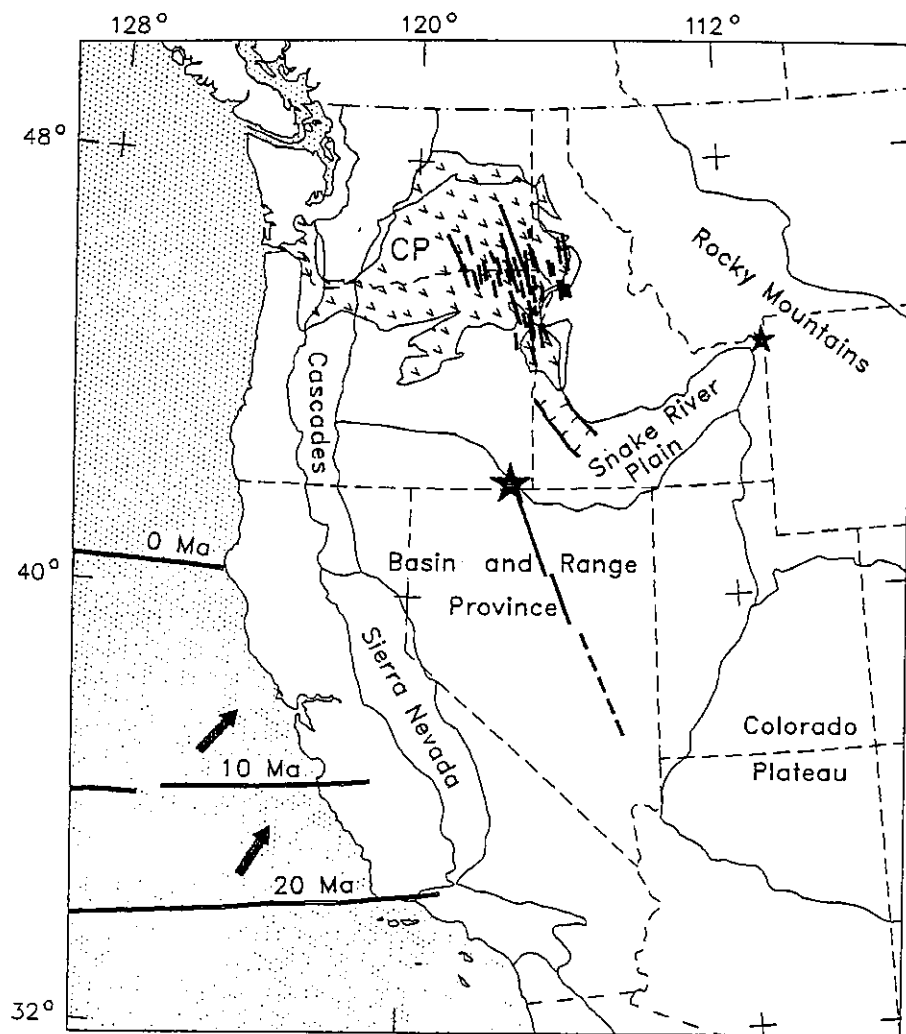 128° 120° 112°
48°
CP
Rocky Mountains
Cascades
Snake River
Plain
0 Ma
40°
Basin and Range
Province
Sierra Nevada
Colorado
Plateau
10 Ma
20 Ma
32°